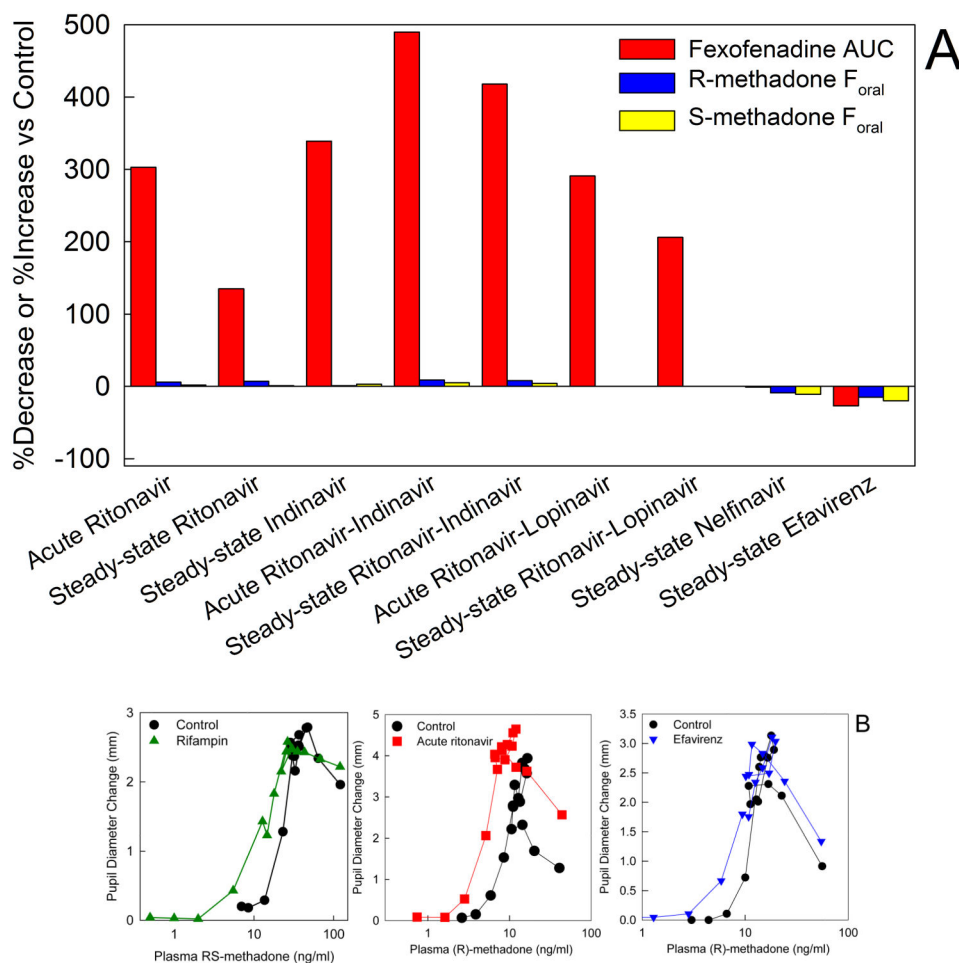 A
%Decrease or %Increase vs Control
500
400
300
200
100
0
-100
Fexofenadine AUC
R-methadone Foral
S-methadone Foral
Acute Ritonavir
Steady-state Ritonavir
Steady-state Indinavir
Acute Ritonavir-Indinavir
Steady-state Ritonavir-Indinavir
Acute Ritonavir-Lopinavir
Steady-state Ritonavir-Lopinavir
Steady-state Nelfinavir
Steady-state Efavirenz
B
Pupil Diameter Change (mm)
3
2
1
0
Control
Rifampin
1 10 100
Plasma RS-methadone (ng/ml)
Pupil Diameter Change (mm)
5
4
3
2
1
0
Control
Acute ritonavir
1 10 100
Plasma (R)-methadone (ng/ml)
Pupil Diameter Change (mm)
3.5
3.0
2.5
2.0
1.5
1.0
0.5
0.0
Control
Efavirenz
10 100
Plasma (R)-methadone (ng/ml)